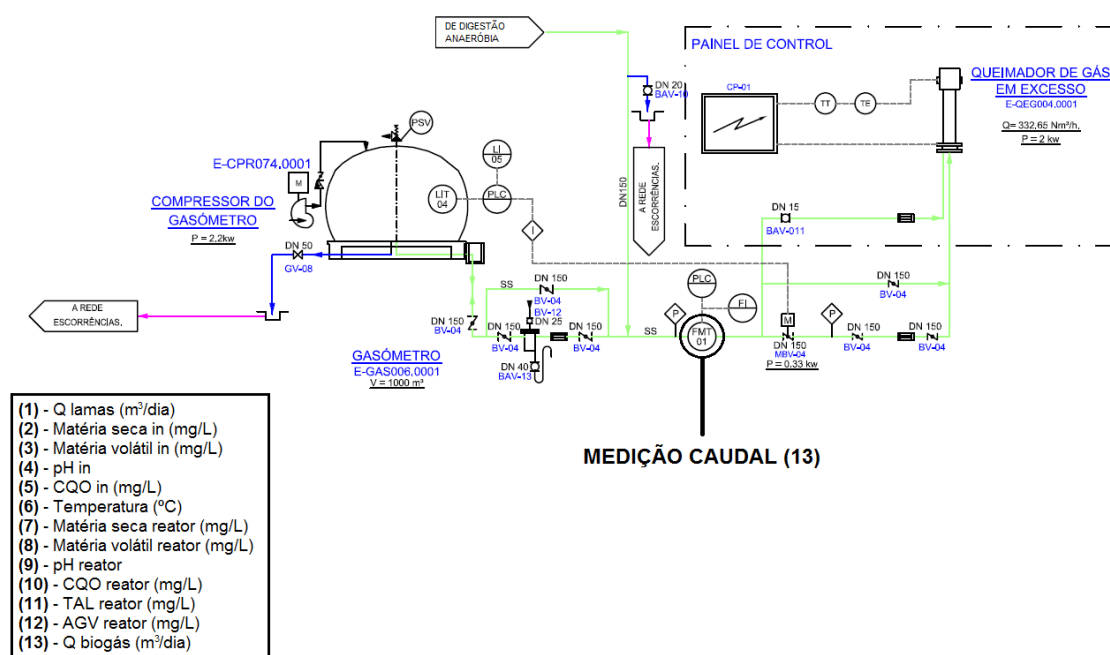 DE DIGESTÃO
ANAERÓBIA
PAINEL DE CONTROL
CP-01
TT
TE
QUEIMADOR DE GÁS
EM EXCESSO
E-QEG004.0001
Q= 332,65 Nm³/h,
P = 2 kw
DN 20
BAV-10
A REDE
ESCORRÊNCIAS.
DN150
PSV
LI
05
LIT
04
PLC
I
E-CPR074.0001
M
COMPRESSOR DO
GASÓMETRO
P = 2,2kw
DN 50
GV-08
A REDE
ESCORRÊNCIAS.
DN 15
BAV-011
DN 150
BV-04
SS
DN 150
BV-04
BV-12
DN 25
DN 150
BV-04
DN 150
BV-04
DN 150
BV-04
DN 40
BAV-13
GASÓMETRO
E-GAS006.0001
V = 1000 m³
SS
P
PLC
FI
FMT
01
M
DN 150
MBV-04
P = 0.33 kw
P
DN 150
BV-04
DN 150
BV-04
MEDIÇÃO CAUDAL (13)
(1) - Q lamas (m³/dia)
(2) - Matéria seca in (mg/L)
(3) - Matéria volátil in (mg/L)
(4) - pH in
(5) - CQO in (mg/L)
(6) - Temperatura (ºC)
(7) - Matéria seca reator (mg/L)
(8) - Matéria volátil reator (mg/L)
(9) - pH reator
(10) - CQO reator (mg/L)
(11) - TAL reator (mg/L)
(12) - AGV reator (mg/L)
(13) - Q biogás (m³/dia)